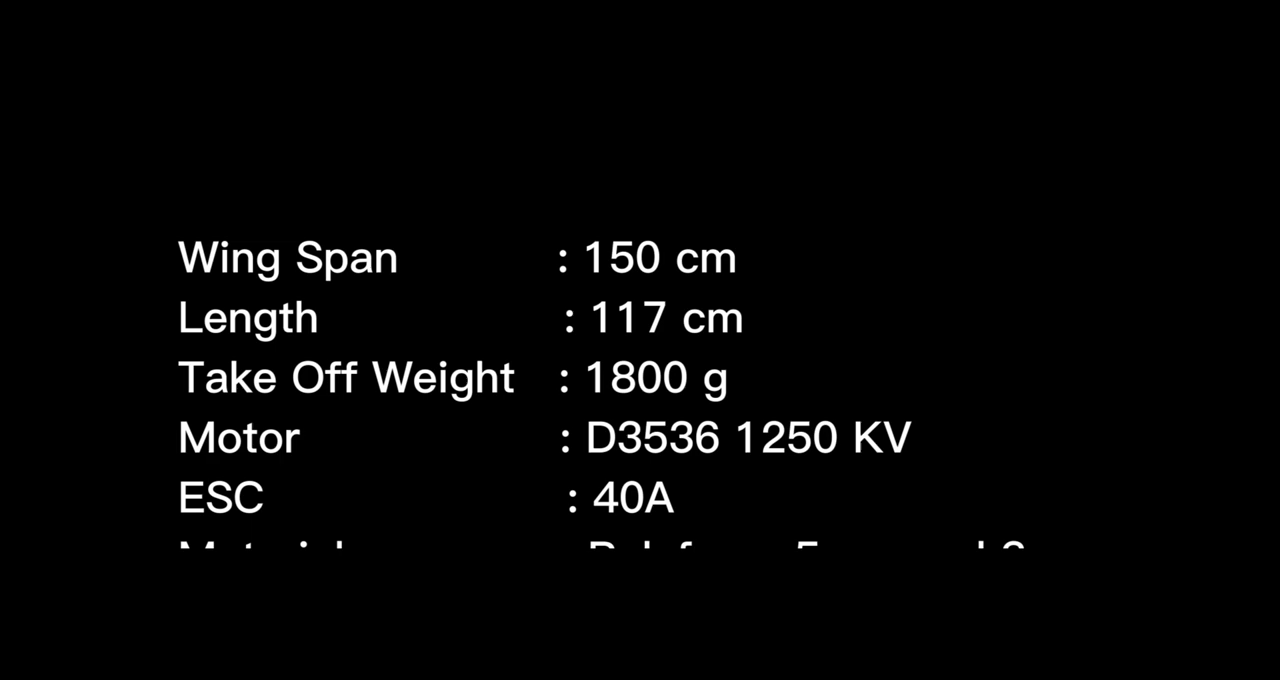 Wing Span : 150 cm
Length : 117 cm
Take Off Weight : 1800 g
Motor : D3536 1250 KV
ESC : 40A